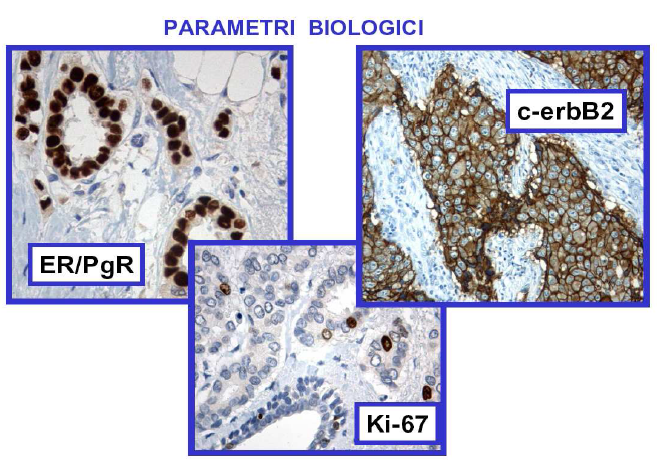 PARAMETRI BIOLOGICI
c-erbB2
ER/PgR
Ki-67